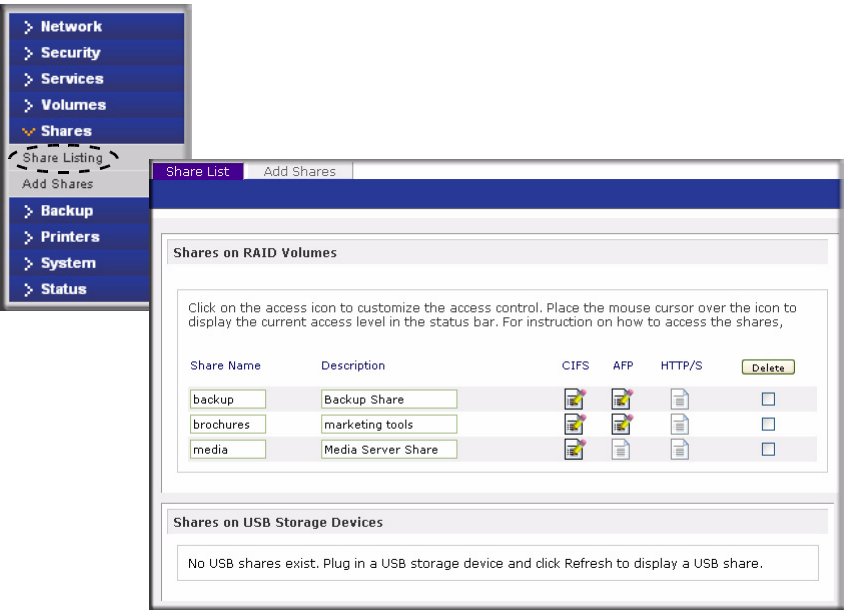 Network
Security
Services
Volumes
Shares
Share Listing
Add Shares
Backup
Printers
System
Status
Share List Add Shares
Shares on RAID Volumes
Click on the access icon to customize the access control. Place the mouse cursor over the icon to
display the current access level in the status bar. For instruction on how to access the shares,
Share Name Description CIFS AFP HTTP/S Delete
backup Backup Share
brochures marketing tools
media Media Server Share
Shares on USB Storage Devices
No USB shares exist. Plug in a USB storage device and click Refresh to display a USB share.